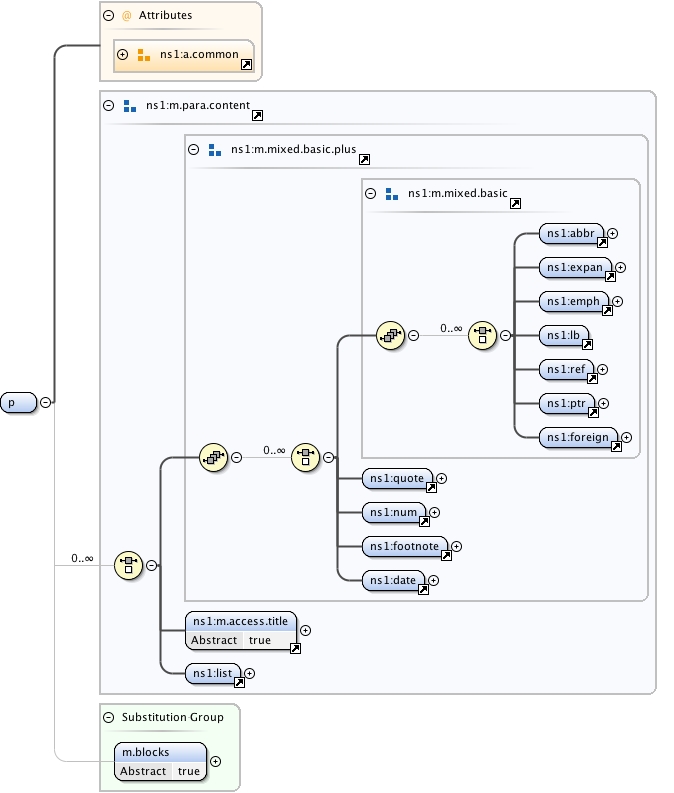 @ Attributes
ns1:a.common
ns1:m.para.content
ns1:m.mixed.basic.plus
ns1:m.mixed.basic
ns1:abbr
ns1:expan
ns1:emph
0..∞
ns1:lb
ns1:ref
p
ns1:ptr
ns1:foreign
0..∞
ns1:quote
ns1:num
ns1:footnote
0..∞
ns1:date
ns1:m.access.title
Abstract true
ns1:list
Substitution Group
m.blocks
Abstract true